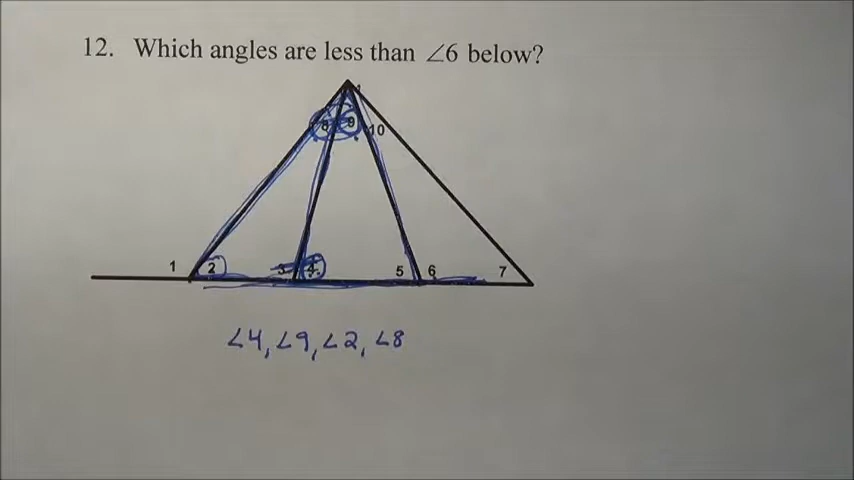 12. Which angles are less than ∠6 below?
8 9 10
1 2 3 4 5 6 7
∠4, ∠9, ∠2, ∠8